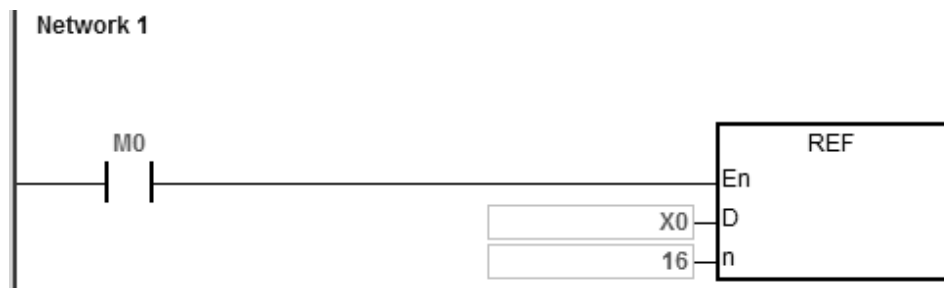 Network 1
M0
REF
En
X0 D
16 n